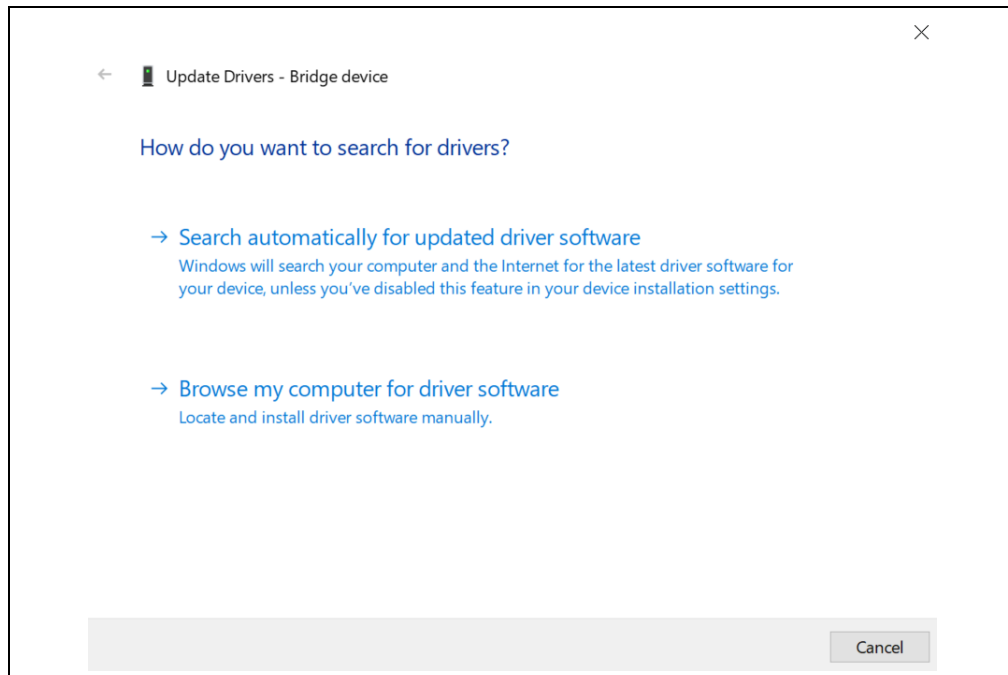 Update Drivers - Bridge device
How do you want to search for drivers?
Search automatically for updated driver software
Windows will search your computer and the Internet for the latest driver software for
your device, unless you've disabled this feature in your device installation settings.
Browse my computer for driver software
Locate and install driver software manually.
Cancel